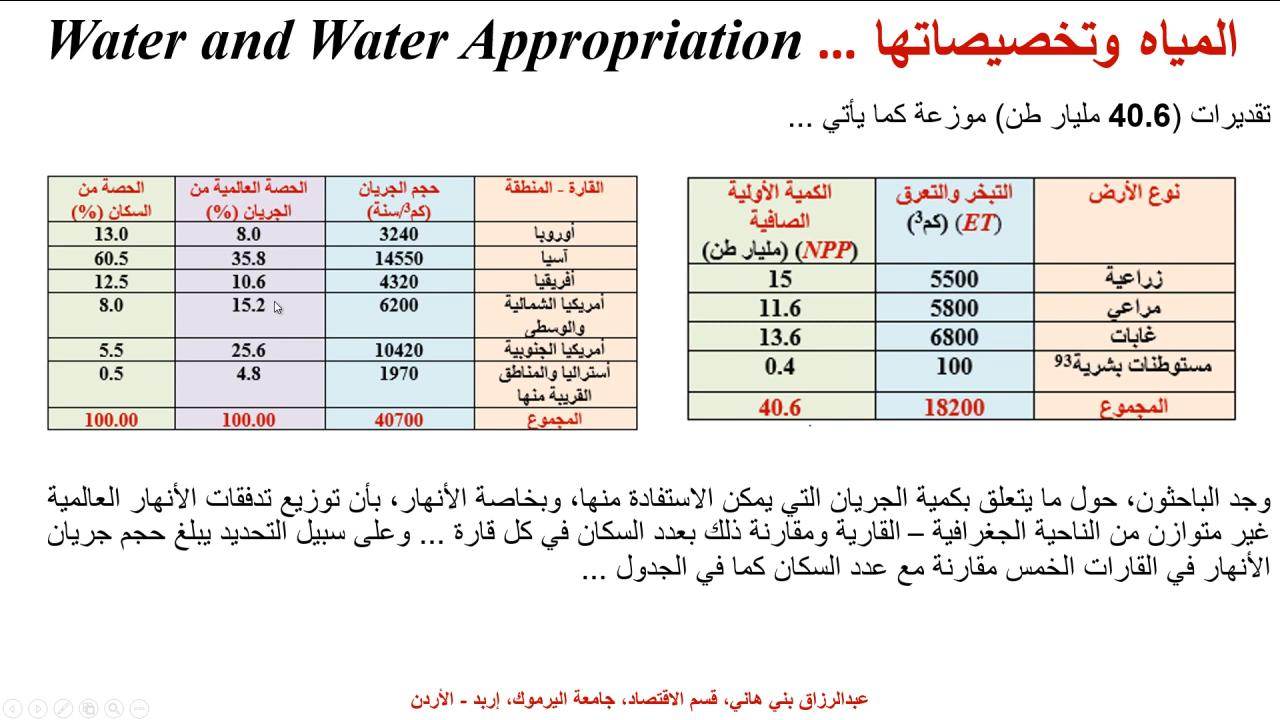 المياه وتخصيصاتها ... Water and Water Appropriation
تقديرات (40.6 مليار طن) موزعة كما يأتي ...
نوع الأرض التبخر والتعرق الكمية الأولية
(ET) (كم3) الصافية
(NPP) (مليار طن)
زراعية 5500 15
مراعي 5800 11.6
غابات 6800 13.6
مستوطنات بشرية93 100 0.4
المجموع 18200 40.6
القارة - المنطقة حجم الجريان الحصة العالمية من الحصة من
(كم3/سنة) الجريان (%) السكان (%)
أوروبا 3240 8.0 13.0
آسيا 14550 35.8 60.5
أفريقيا 4320 10.6 12.5
أمريكيا الشمالية 6200 15.2 8.0
والوسطى
أمريكيا الجنوبية 10420 25.6 5.5
أستراليا والمناطق 1970 4.8 0.5
القريبة منها
المجموع 40700 100.00 100.00
وجد الباحثون، حول ما يتعلق بكمية الجريان التي يمكن الاستفادة منها، وبخاصة الأنهار، بأن توزيع تدفقات الأنهار العالمية
غير متوازن من الناحية الجغرافية – القارية ومقارنة ذلك بعدد السكان في كل قارة ... وعلى سبيل التحديد يبلغ حجم جريان
الأنهار في القارات الخمس مقارنة مع عدد السكان كما في الجدول ...
عبدالرزاق بني هاني، قسم الاقتصاد، جامعة اليرموك، إربد - الأردن